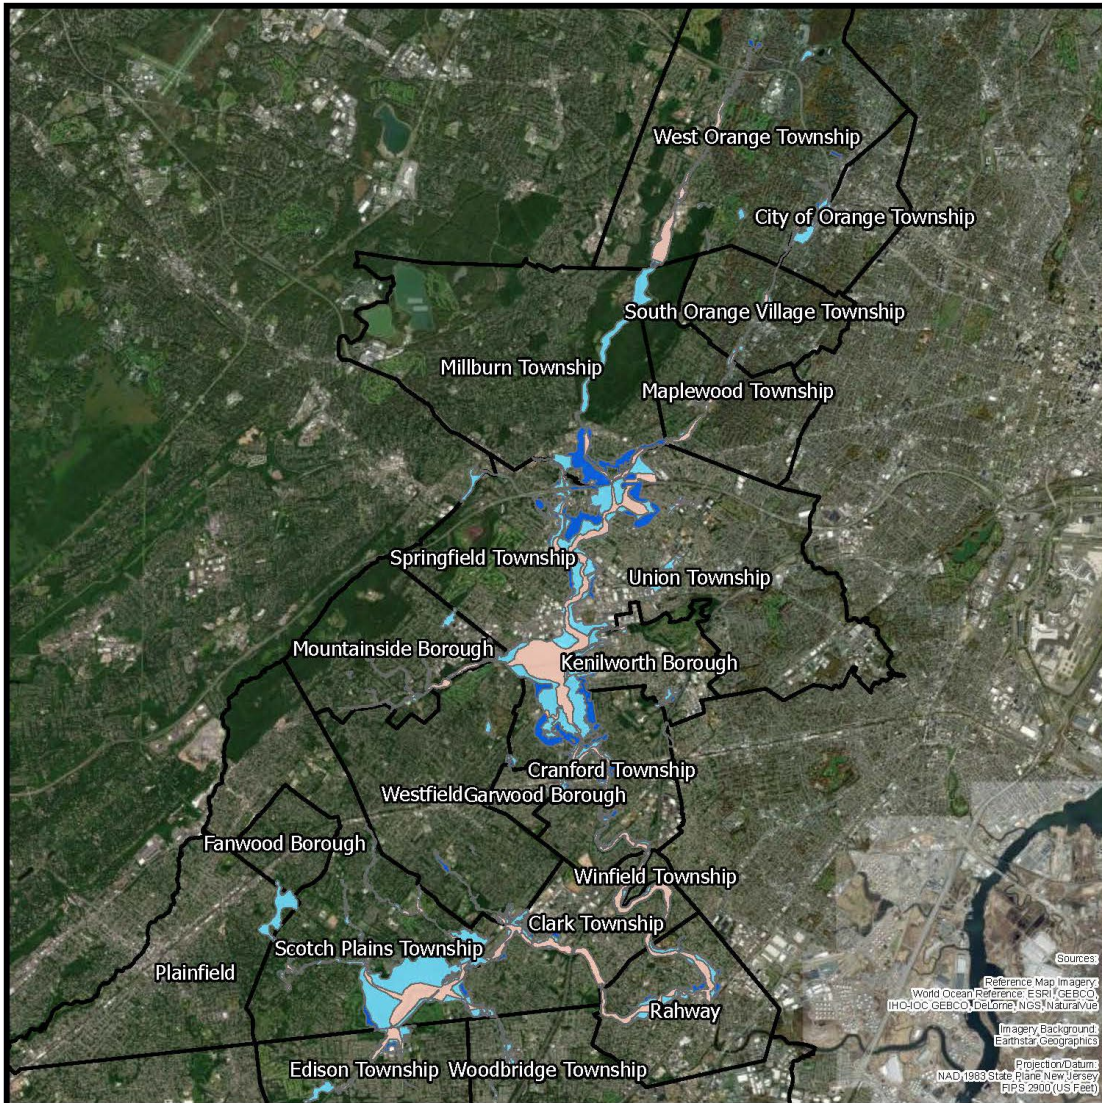 West Orange Township
City of Orange Township
South Orange Village Township
Millburn Township
Maplewood Township
Springfield Township
Union Township
Mountainside Borough
Kenilworth Borough
Cranford Township
Westfield
Garwood Borough
Fanwood Borough
Winfield Township
Clark Township
Scotch Plains Township
Plainfield
Rahway
Edison Township
Woodbridge Township
Sources:
Reference Map Imagery:
World Ocean Reference: ESRI, GEBCO,
IHO-IOC GEBCO, DeLorme, NGS, NaturalVue
Imagery Background:
Earthstar Geographics
Projection/Datum:
NAD 1983 State Plane New Jersey
FIPS 2900 (US Feet)